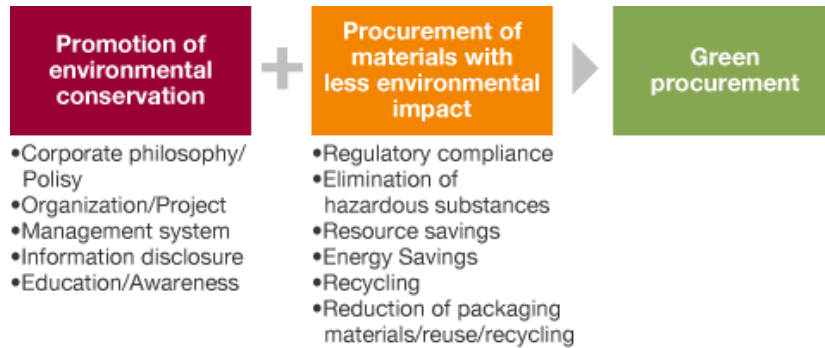 Promotion of
environmental
conservation
•Corporate philosophy/
Polisy
•Organization/Project
•Management system
•Information disclosure
•Education/Awareness
Procurement of
materials with
less environmental
impact
•Regulatory compliance
•Elimination of
hazardous substances
•Resource savings
•Energy Savings
•Recycling
•Reduction of packaging
materials/reuse/recycling
Green
procurement